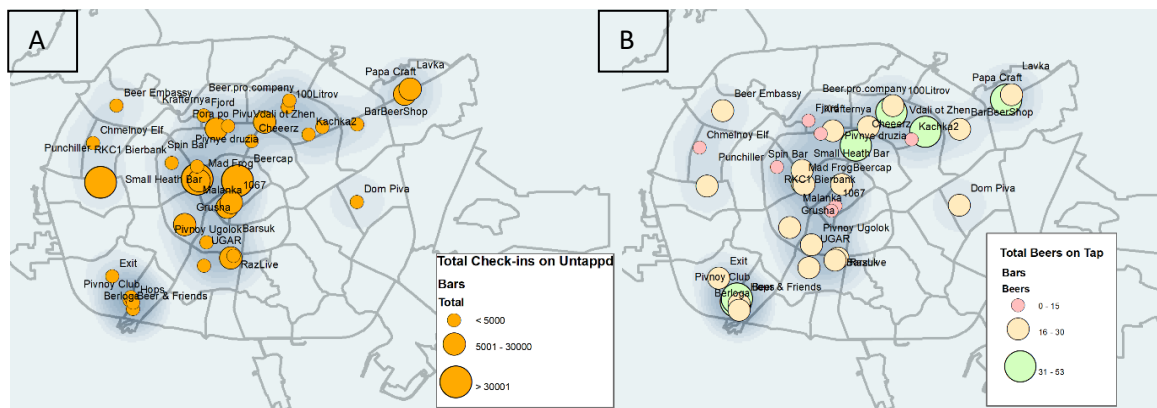 A
Papa Craft
Lavka
Beer Embassy
Beer.pro.company
100Litrov
Krafternya
Fjord
BarBeerShop
Pora po Pivu
Vdali ot Zhen
Chmelnoy Elf
Cheeerz
Kachka2
Pivnye druzia
Punchiller
RKC1 Bierbank
Spin Bar
Beercap
Mad Frog
Small Heath Bar
1067
Malanka
Dom Piva
Grusha
Pivnoy Ugolok
Barsuk
UGAR
Exit
RazLive
Pivnoy Club
Hops
Berloga
Beer & Friends
Total Check-ins on Untappd
Bars
Total
< 5000
5001 - 30000
> 30001
B
Lavka
Papa Craft
Beer Embassy
Beer.pro.company
100Litrov
Krafternya
Fjord
Vdali ot Zhen
BarBeerShop
Chmelnoy Elf
Cheeerz
Kachka2
Pivnye druzia
Punchiller
Spin Bar
Small Heath Bar
Mad Frog
Beercap
RKC1 Bierbank
1067
Malanka
Dom Piva
Grusha
Pivnoy Ugolok
UGAR
Exit
Pivnoy Club
Berloga
& Friends
Total Beers on Tap
Bars
Beers
0 - 15
16 - 30
31 - 53